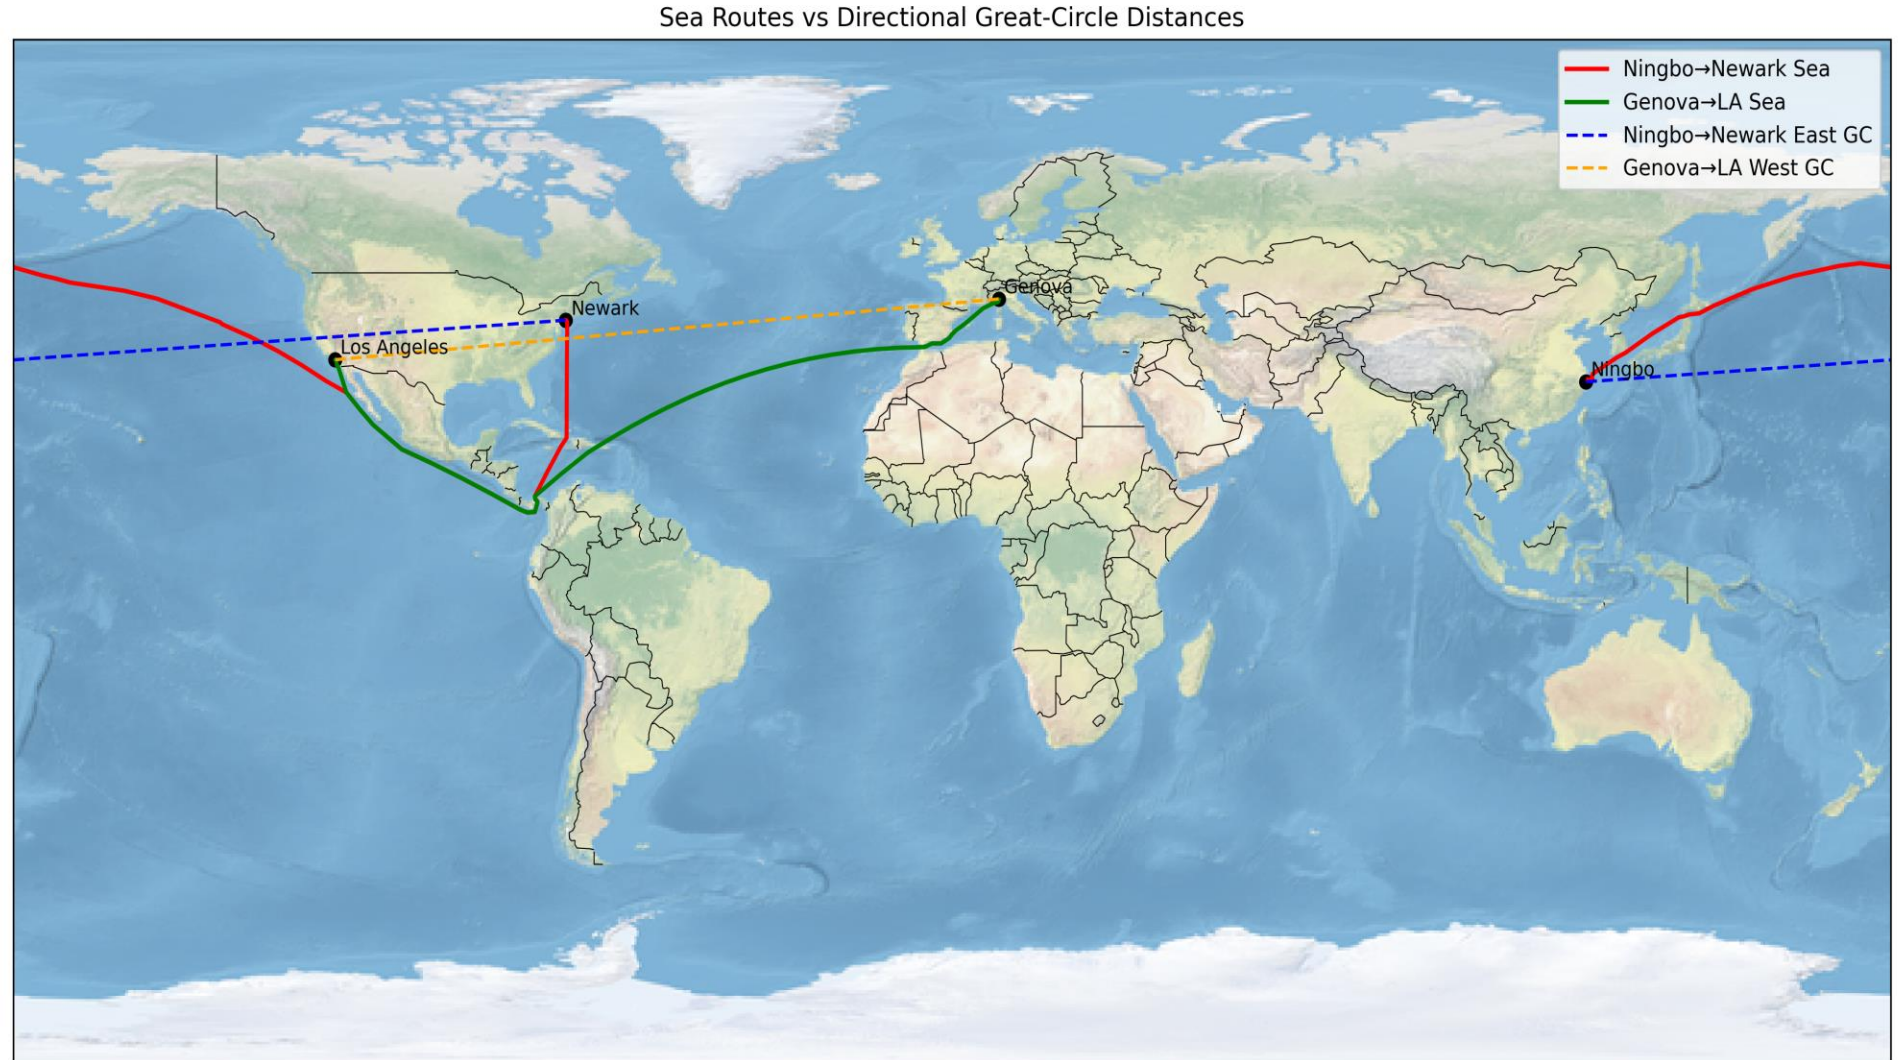 Sea Routes vs Directional Great-Circle Distances
Ningbo→Newark Sea
Genova→LA Sea
Ningbo→Newark East GC
Genova→LA West GC
Genova
Newark
Los Angeles
Ningbo